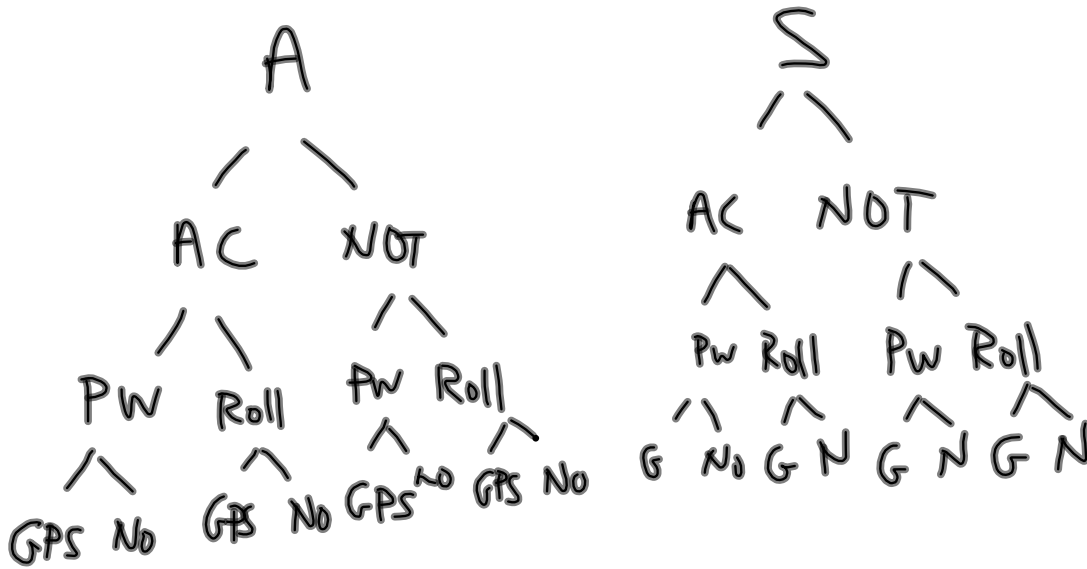 A S
AC NOT AC NOT
PW Roll PW Roll PW Roll PW Roll
GPS No GPS No GPS NO GPS No G No G N G N G N